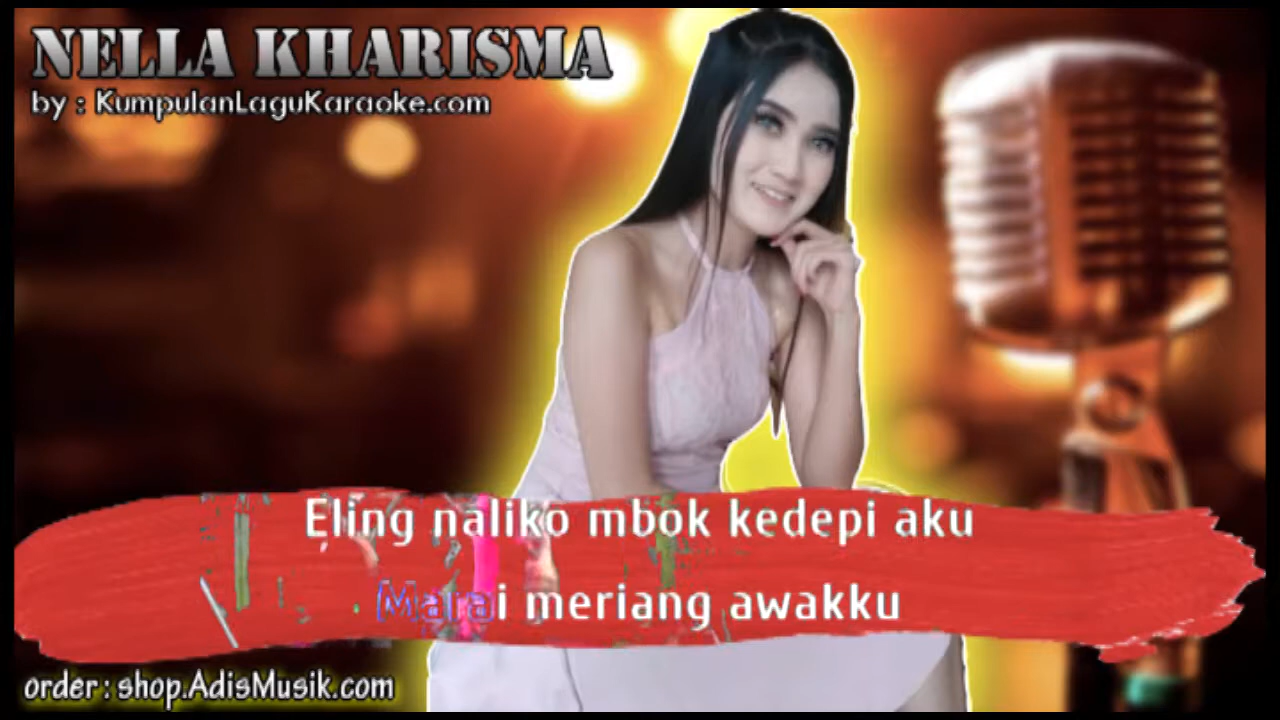 NELLA KHARISMA
by : KumpulanLaguKaraoke.com
Eling naliko mbok kedepi aku
Marai meriang awakku
order : shop.AdisMusik.com